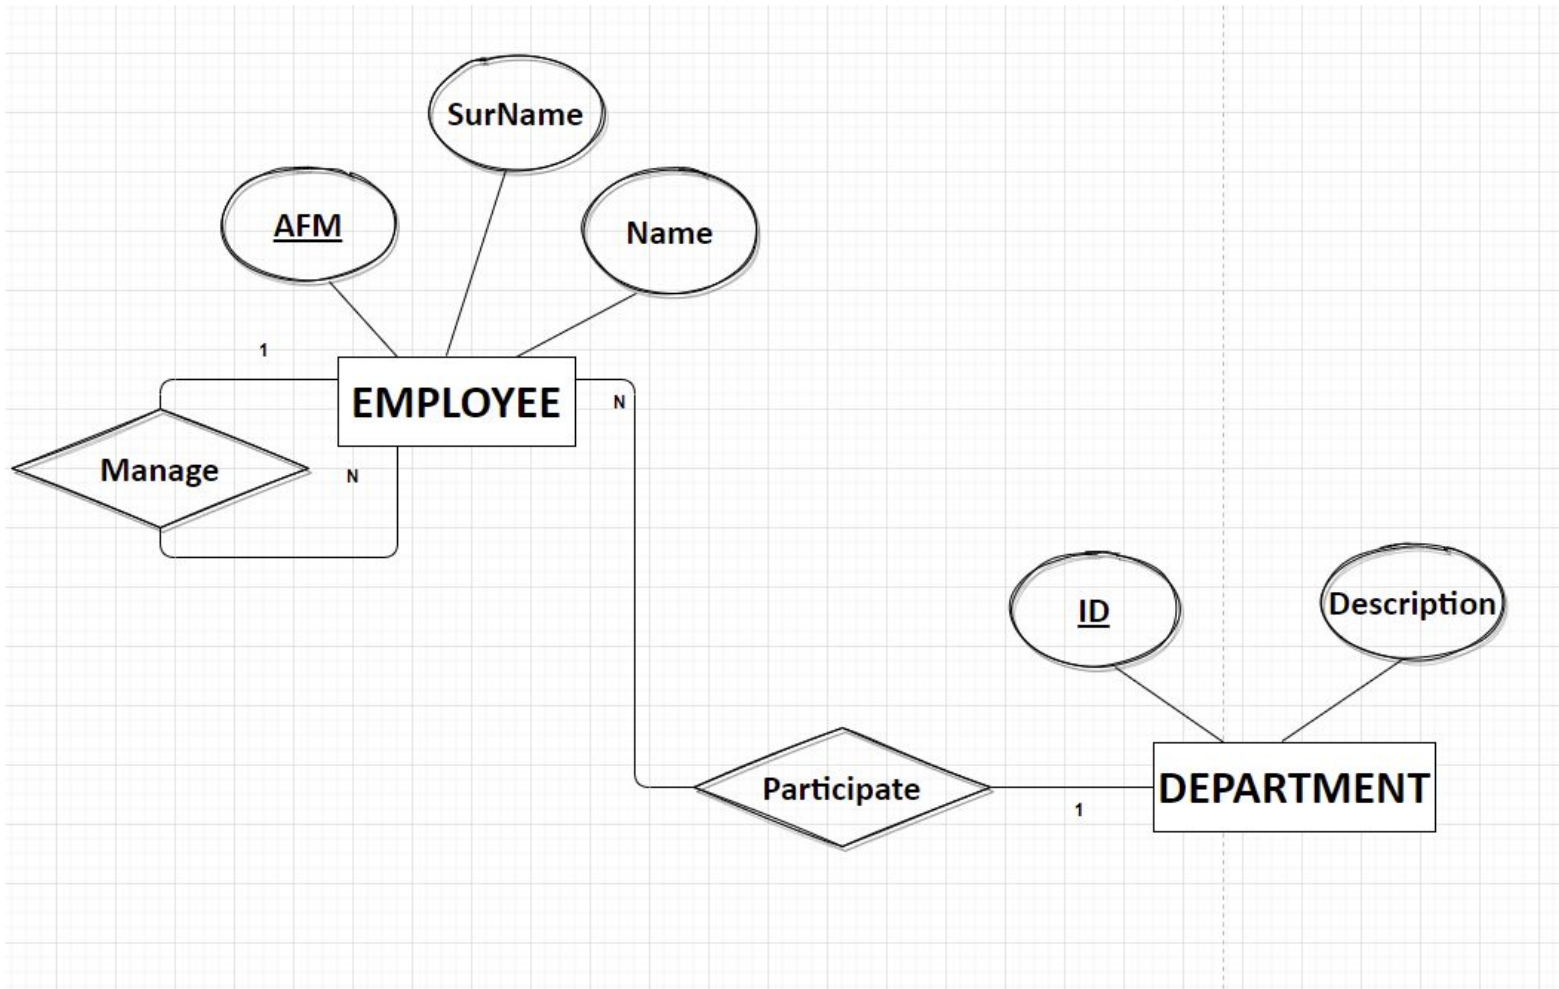 SurName
AFM
Name
1
EMPLOYEE
N
Manage
N
ID
Description
Participate
DEPARTMENT
1